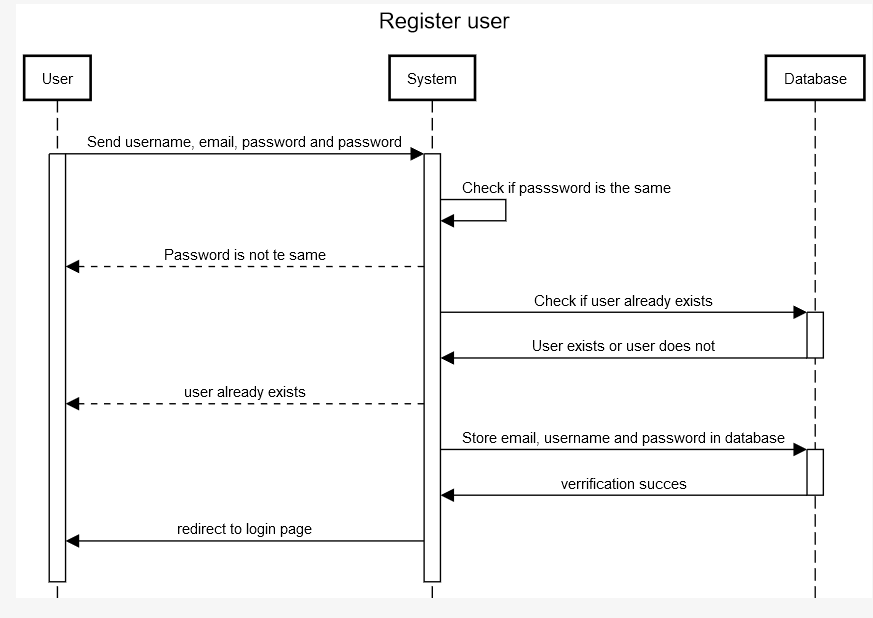 Register user
User
System
Database
Send username, email, password and password
Check if passsword is the same
Password is not te same
Check if user already exists
User exists or user does not
user already exists
Store email, username and password in database
verrification succes
redirect to login page